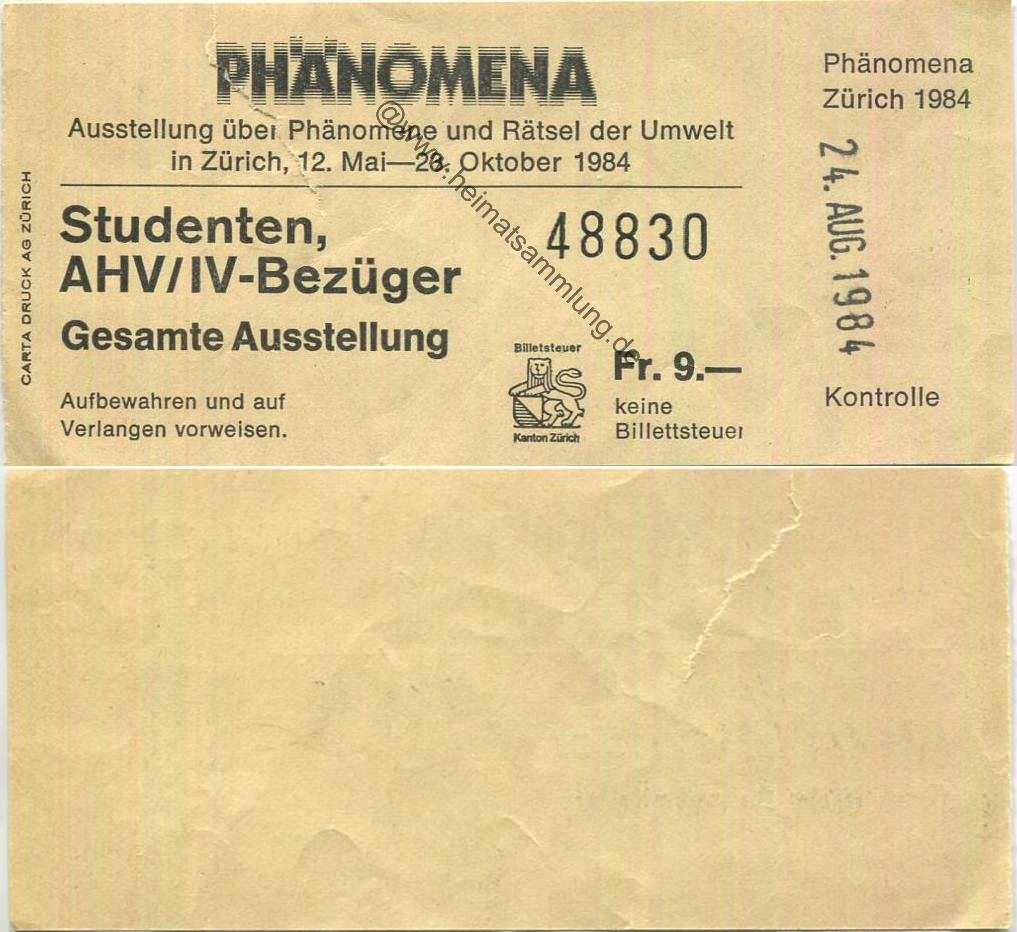 PHÄNOMENA
Ausstellung über Phänomene und Rätsel der Umwelt
in Zürich, 12. Mai—23. Oktober 1984
Studenten,
AHV/IV-Bezüger
Gesamte Ausstellung
Aufbewahren und auf
Verlangen vorweisen.
48830
Billetsteuer
Kanton Zürich
Fr. 9.—
keine
Billettsteuer
Phänomena
Zürich 1984
24. AUG. 1984
Kontrolle
CARTA DRUCK AG ZÜRICH
@www.heimatsammlung.de